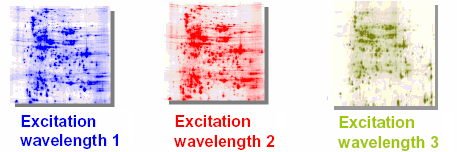 Excitation
wavelength 1
Excitation
wavelength 2
Excitation
wavelength 3